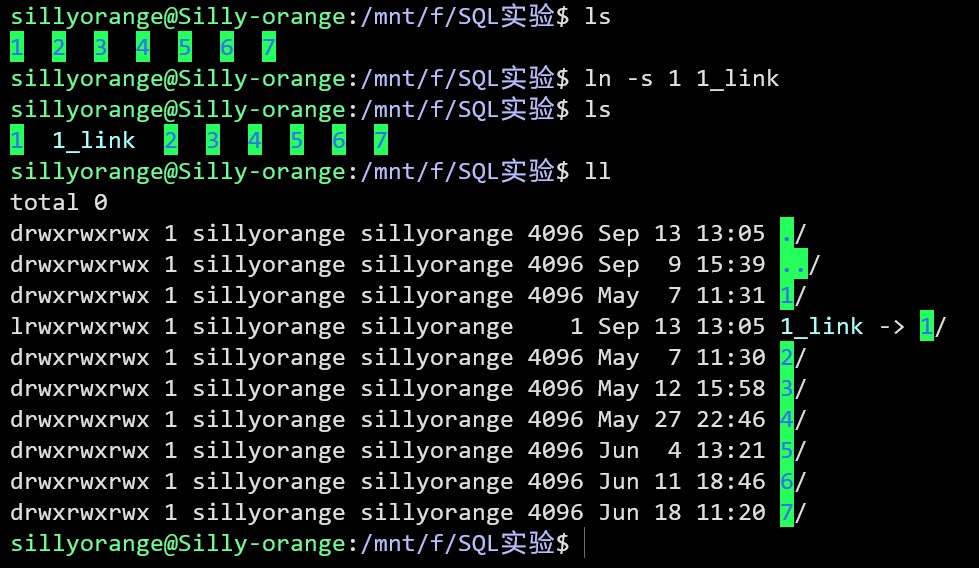 sillyorange@Silly-orange:/mnt/f/SQL实验$ ls
1  2  3  4  5  6  7
sillyorange@Silly-orange:/mnt/f/SQL实验$ ln -s 1 1_link
sillyorange@Silly-orange:/mnt/f/SQL实验$ ls
1  1_link  2  3  4  5  6  7
sillyorange@Silly-orange:/mnt/f/SQL实验$ ll
total 0
drwxrwxrwx 1 sillyorange sillyorange 4096 Sep 13 13:05 ./
drwxrwxrwx 1 sillyorange sillyorange 4096 Sep  9 15:39 ../
drwxrwxrwx 1 sillyorange sillyorange 4096 May  7 11:31 1/
lrwxrwxrwx 1 sillyorange sillyorange    1 Sep 13 13:05 1_link -> 1/
drwxrwxrwx 1 sillyorange sillyorange 4096 May  7 11:30 2/
drwxrwxrwx 1 sillyorange sillyorange 4096 May 12 15:58 3/
drwxrwxrwx 1 sillyorange sillyorange 4096 May 27 22:46 4/
drwxrwxrwx 1 sillyorange sillyorange 4096 Jun  4 13:21 5/
drwxrwxrwx 1 sillyorange sillyorange 4096 Jun 11 18:46 6/
drwxrwxrwx 1 sillyorange sillyorange 4096 Jun 18 11:20 7/
sillyorange@Silly-orange:/mnt/f/SQL实验$